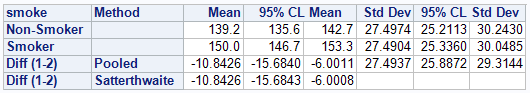 smoke Method Mean 95% CL Mean Std Dev 95% CL Std Dev
Non-Smoker 139.2 135.6 142.7 27.4974 25.2113 30.2430
Smoker 150.0 146.7 153.3 27.4904 25.3360 30.0485
Diff (1-2) Pooled -10.8426 -15.6840 -6.0011 27.4937 25.8872 29.3144
Diff (1-2) Satterthwaite -10.8426 -15.6843 -6.0008